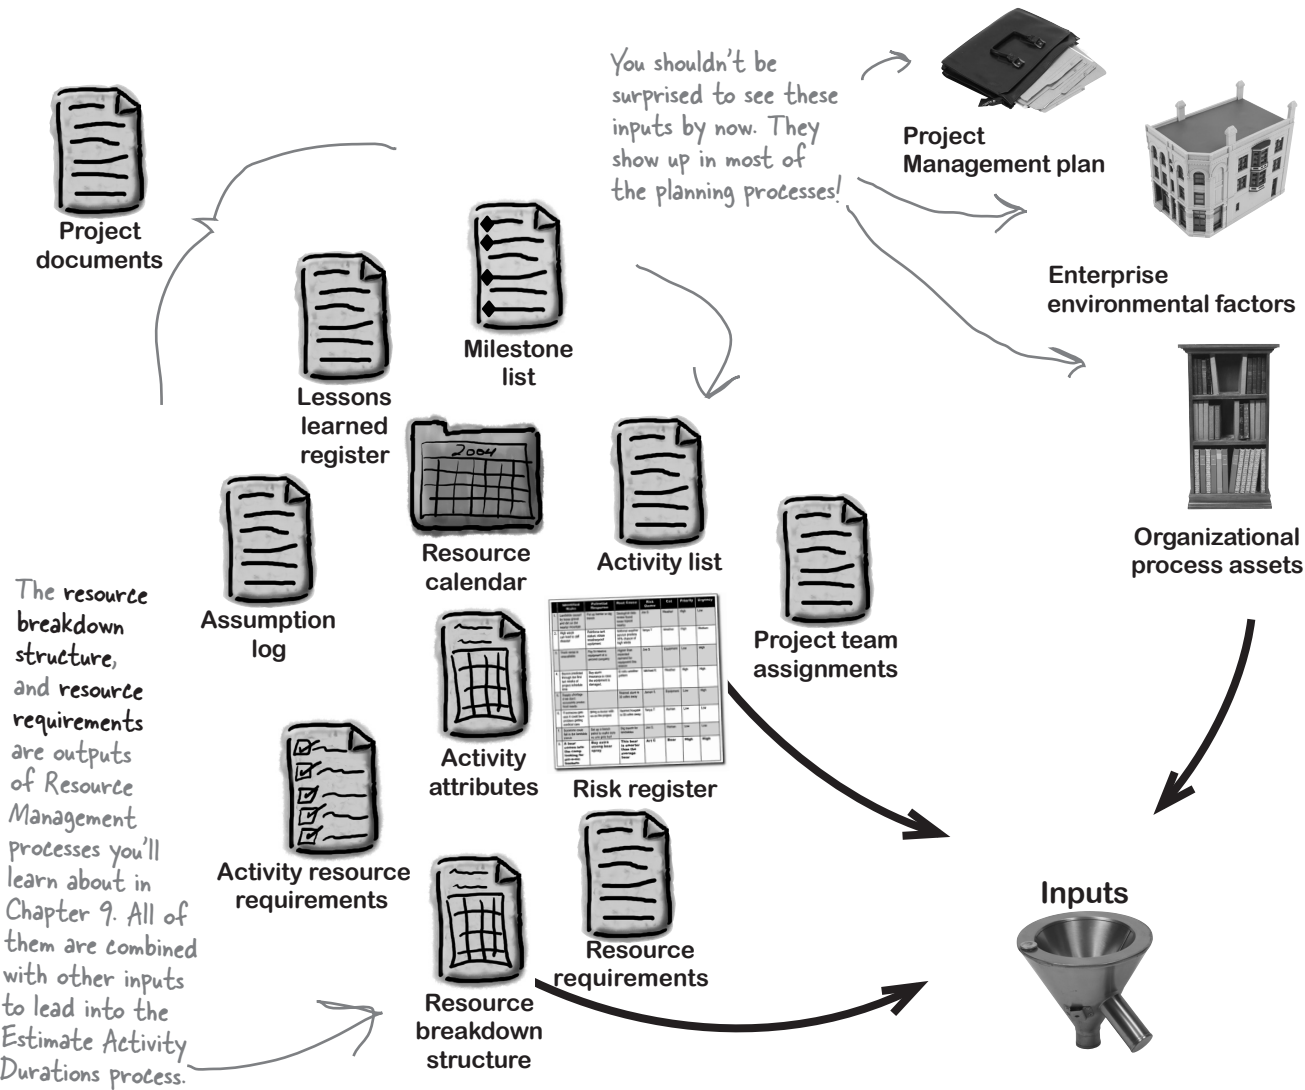 You shouldn't be
surprised to see these
inputs by now. They
show up in most of
the planning processes!
Project
Management plan
Enterprise
environmental factors
Organizational
process assets
Project
documents
Milestone
list
Lessons
learned
register
2004
Resource
calendar
Activity list
Project team
assignments
Assumption
log
Activity
attributes
Risk register
Activity resource
requirements
Resource
requirements
Resource
breakdown
structure
The resource
breakdown
structure,
and resource
requirements
are outputs
of Resource
Management
processes you'll
learn about in
Chapter 9. All of
them are combined
with other inputs
to lead into the
Estimate Activity
Durations process.
Inputs